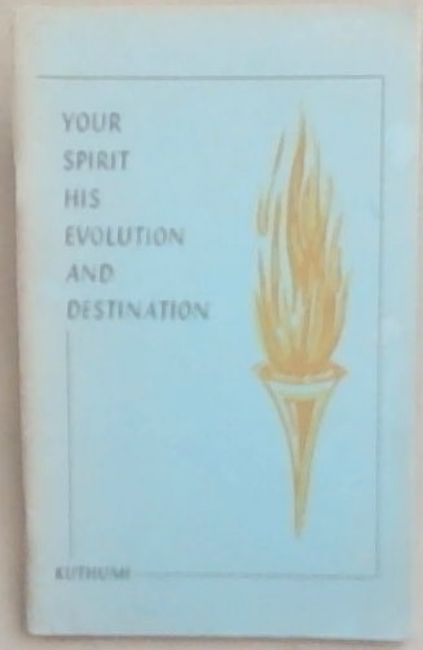 YOUR
SPIRIT
HIS
EVOLUTION
AND
DESTINATION
KUTHUMI